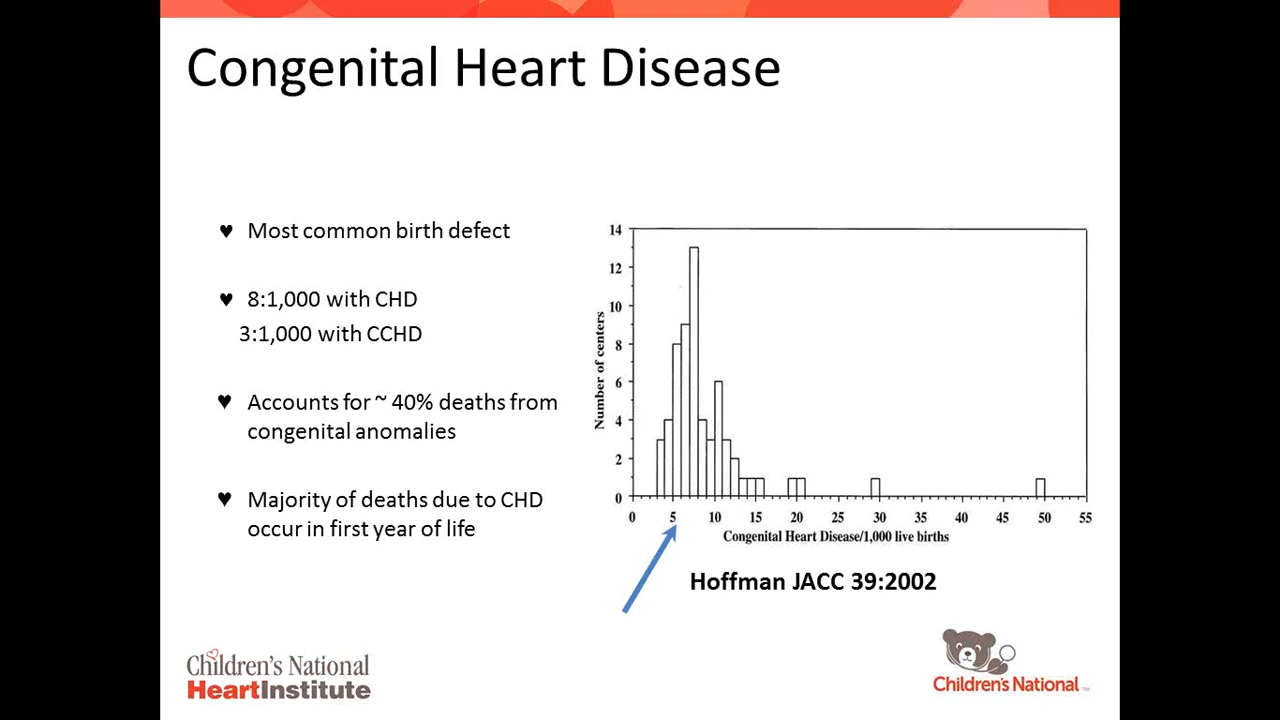 Congenital Heart Disease
♥ Most common birth defect
♥ 8:1,000 with CHD
3:1,000 with CCHD
♥ Accounts for ~ 40% deaths from
congenital anomalies
♥ Majority of deaths due to CHD
occur in first year of life
Number of centers
14
12
10
8
6
4
2
0
0 5 10 15 20 25 30 35 40 45 50 55
Congenital Heart Disease/1,000 live births
Hoffman JACC 39:2002
Children's National
HeartInstitute
Children's National ™